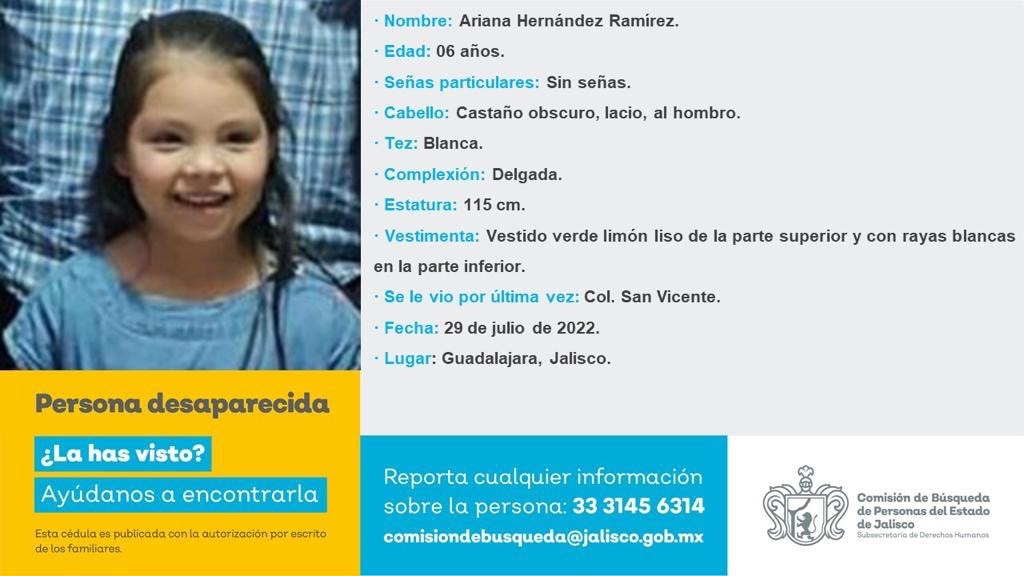 · Nombre: Ariana Hernández Ramírez.
· Edad: 06 años.
· Señas particulares: Sin señas.
· Cabello: Castaño obscuro, lacio, al hombro.
· Tez: Blanca.
· Complexión: Delgada.
· Estatura: 115 cm.
· Vestimenta: Vestido verde limón liso de la parte superior y con rayas blancas
en la parte inferior.
· Se le vio por última vez: Col. San Vicente.
· Fecha: 29 de julio de 2022.
· Lugar: Guadalajara, Jalisco.
Persona desaparecida
¿La has visto?
Ayúdanos a encontrarla
Esta cédula es publicada con la autorización por escrito
de los familiares.
Reporta cualquier información
sobre la persona: 33 3145 6314
comisiondebusqueda@jalisco.gob.mx
Comisión de Búsqueda
de Personas del Estado
de Jalisco
Subsecretaría de Derechos Humanos